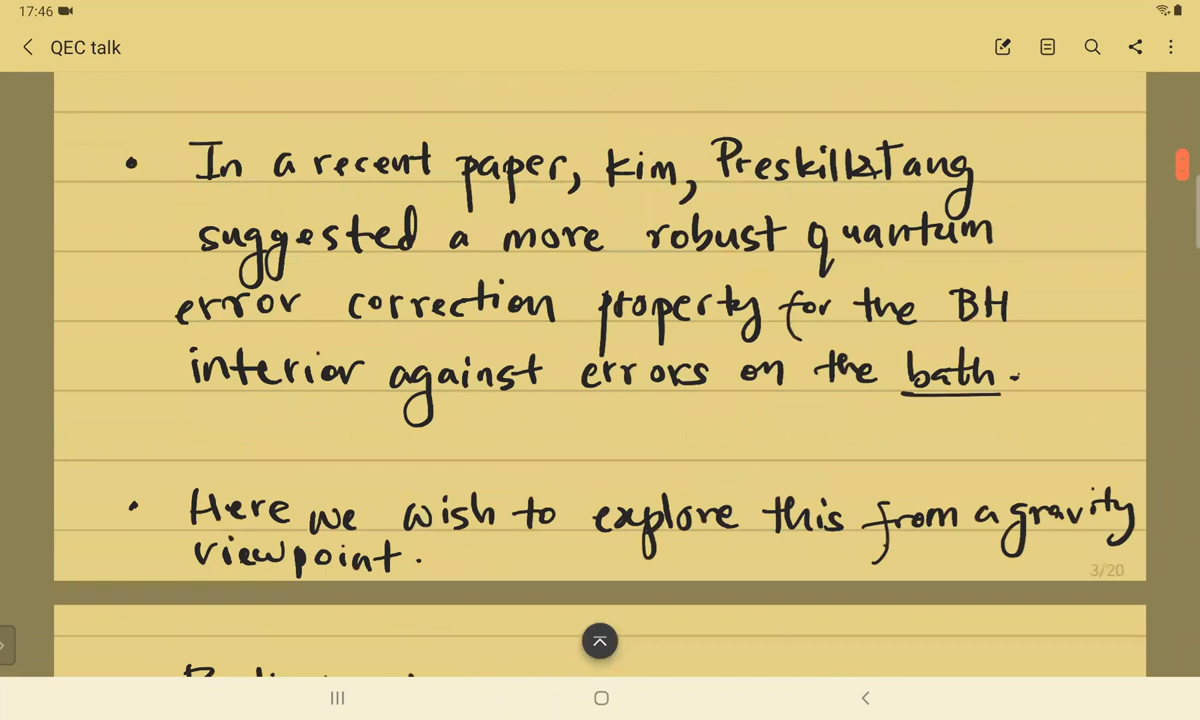 17:46
QEC talk
• In a recent paper, Kim, Preskill & Tang
suggested a more robust quantum
error correction property for the BH
interior against errors on the bath.
• Here we wish to explore this from a gravity
viewpoint.
3/20